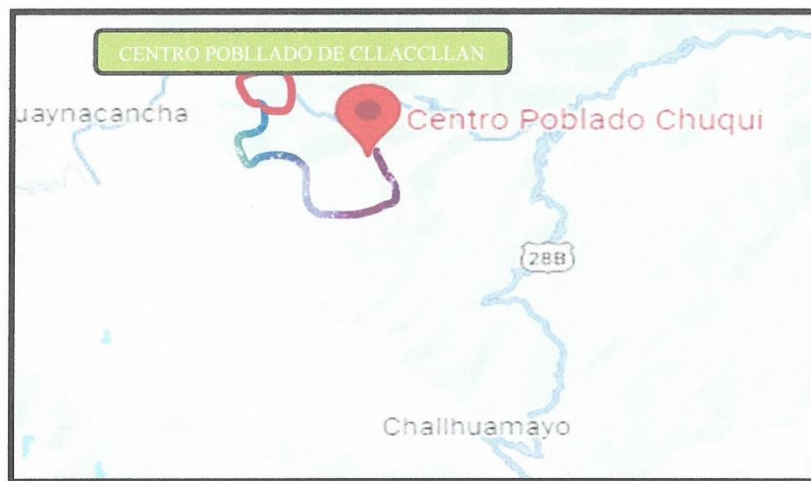 CENTRO POBLLADO DE CLLACCLLAN
uaynacancha
Centro Poblado Chuqui
28B
Challhuamayo